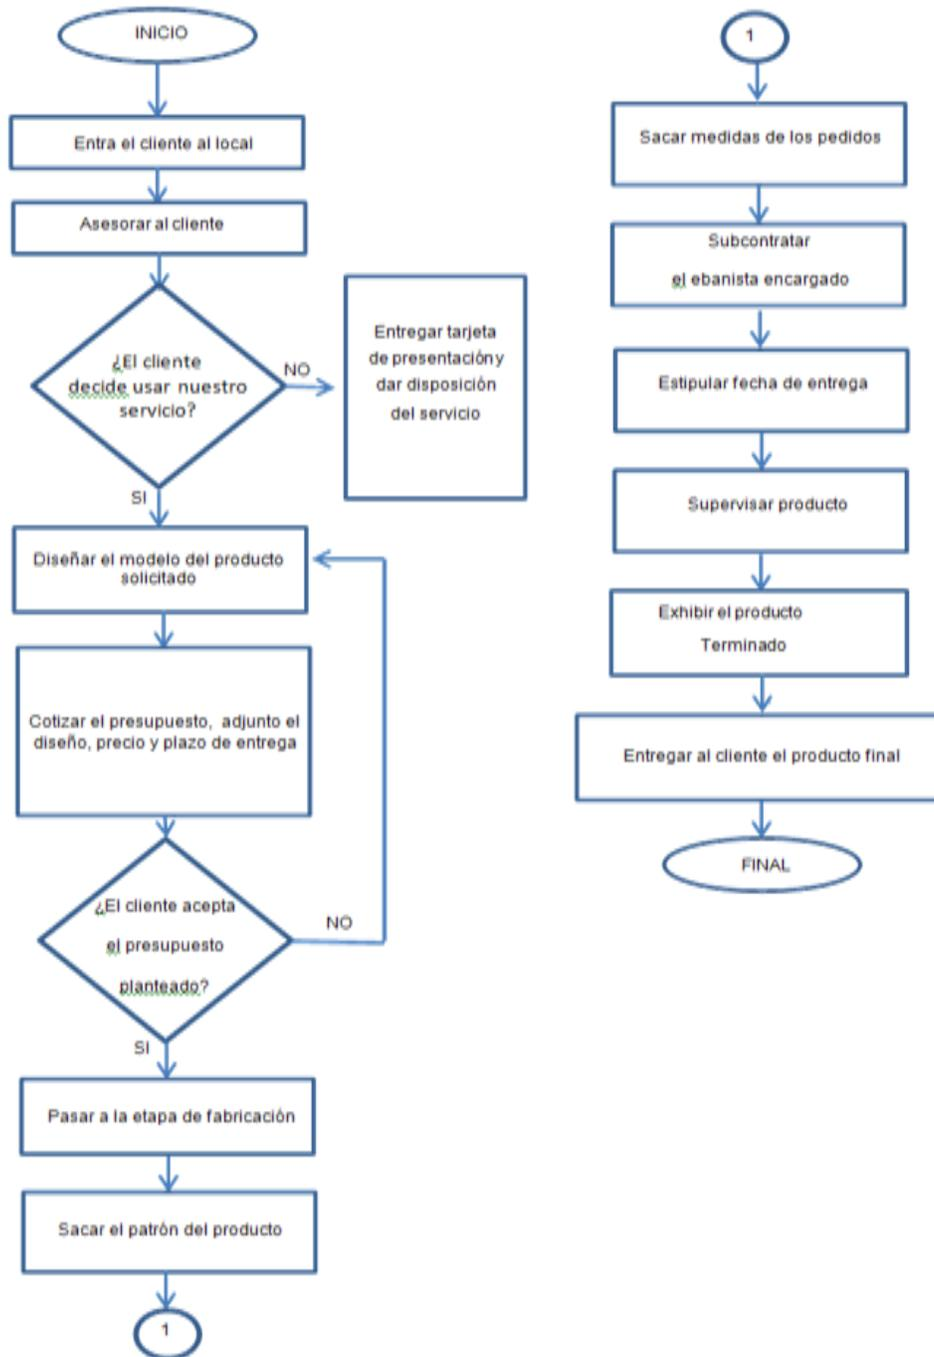 INICIO
Entra el cliente al local
Asesorar al cliente
¿El cliente
decide usar nuestro
servicio?
NO
Entregar tarjeta
de presentación y
dar disposición
del servicio
SI
Diseñar el modelo del producto
solicitado
Cotizar el presupuesto, adjunto el
diseño, precio y plazo de entrega
¿El cliente acepta
el presupuesto
planteado?
NO
SI
Pasar a la etapa de fabricación
Sacar el patrón del producto
1
1
Sacar medidas de los pedidos
Subcontratar
el ebanista encargado
Estipular fecha de entrega
Supervisar producto
Exhibir el producto
Terminado
Entregar al cliente el producto final
FINAL